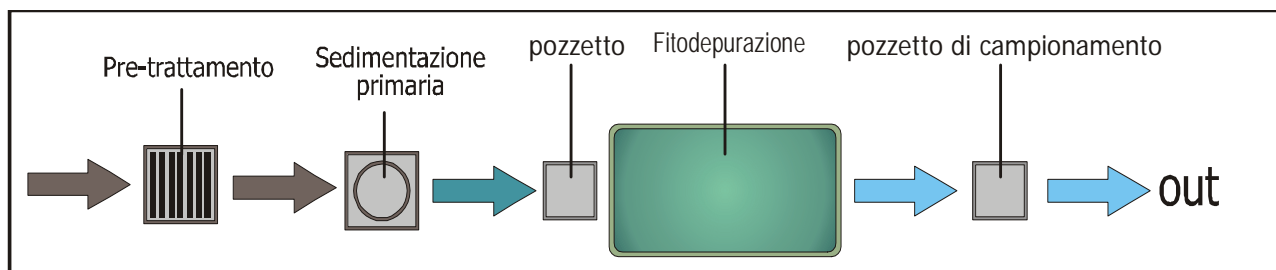 Pre-trattamento
Sedimentazione
primaria
pozzetto
Fitodepurazione
pozzetto di campionamento
out